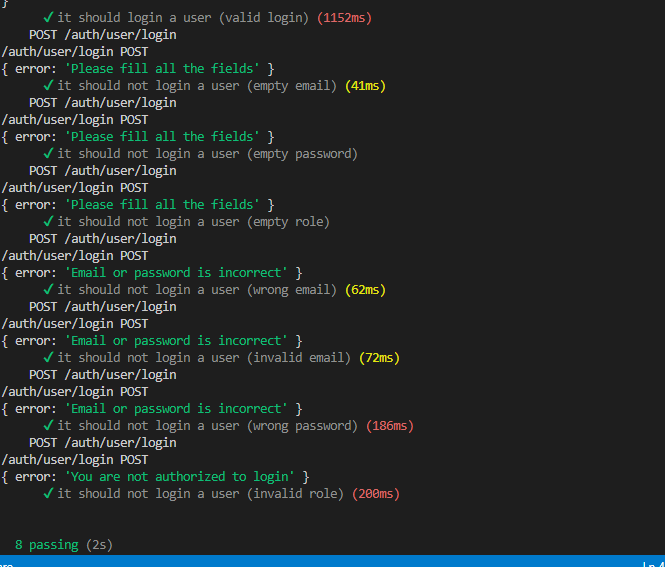 }
✓ it should login a user (valid login) (1152ms)
POST /auth/user/login
/auth/user/login POST
{ error: 'Please fill all the fields' }
✓ it should not login a user (empty email) (41ms)
POST /auth/user/login
/auth/user/login POST
{ error: 'Please fill all the fields' }
✓ it should not login a user (empty password)
POST /auth/user/login
/auth/user/login POST
{ error: 'Please fill all the fields' }
✓ it should not login a user (empty role)
POST /auth/user/login
/auth/user/login POST
{ error: 'Email or password is incorrect' }
✓ it should not login a user (wrong email) (62ms)
POST /auth/user/login
/auth/user/login POST
{ error: 'Email or password is incorrect' }
✓ it should not login a user (invalid email) (72ms)
POST /auth/user/login
/auth/user/login POST
{ error: 'Email or password is incorrect' }
✓ it should not login a user (wrong password) (186ms)
POST /auth/user/login
/auth/user/login POST
{ error: 'You are not authorized to login' }
✓ it should not login a user (invalid role) (200ms)
8 passing (2s)